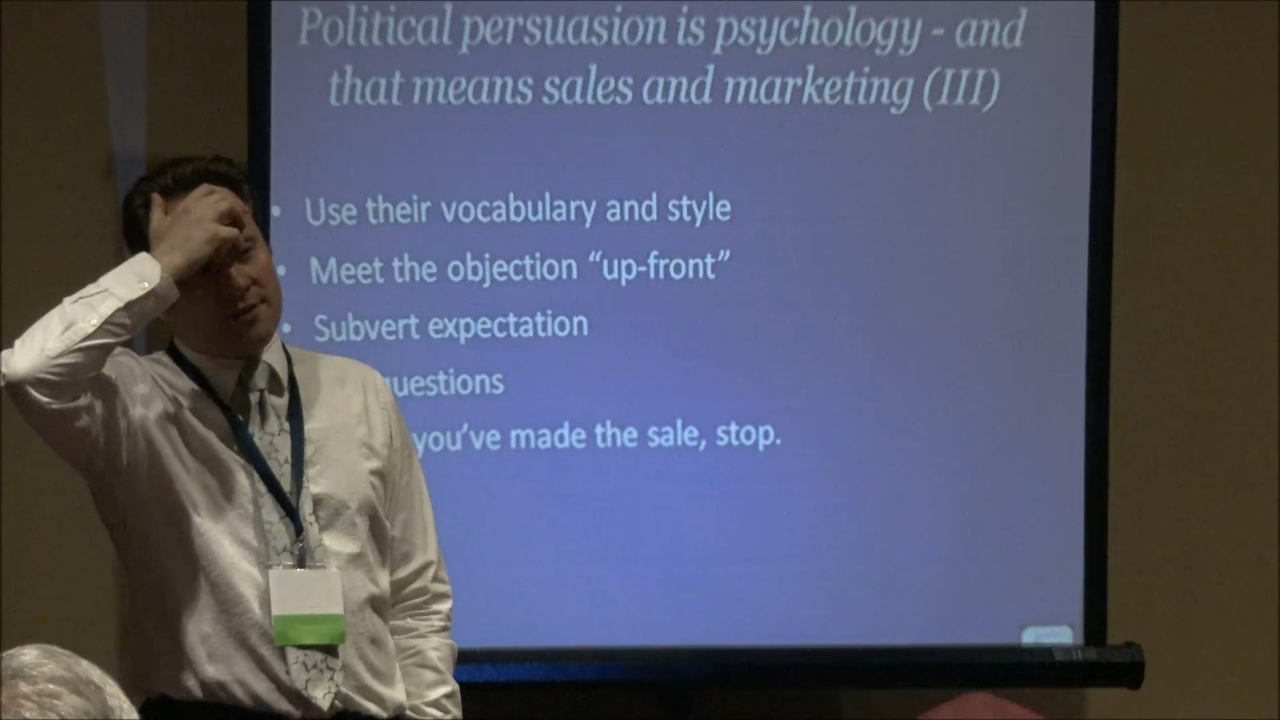 Political persuasion is psychology - and
that means sales and marketing (III)
• Use their vocabulary and style
• Meet the objection “up-front”
• Subvert expectation
questions
you’ve made the sale, stop.